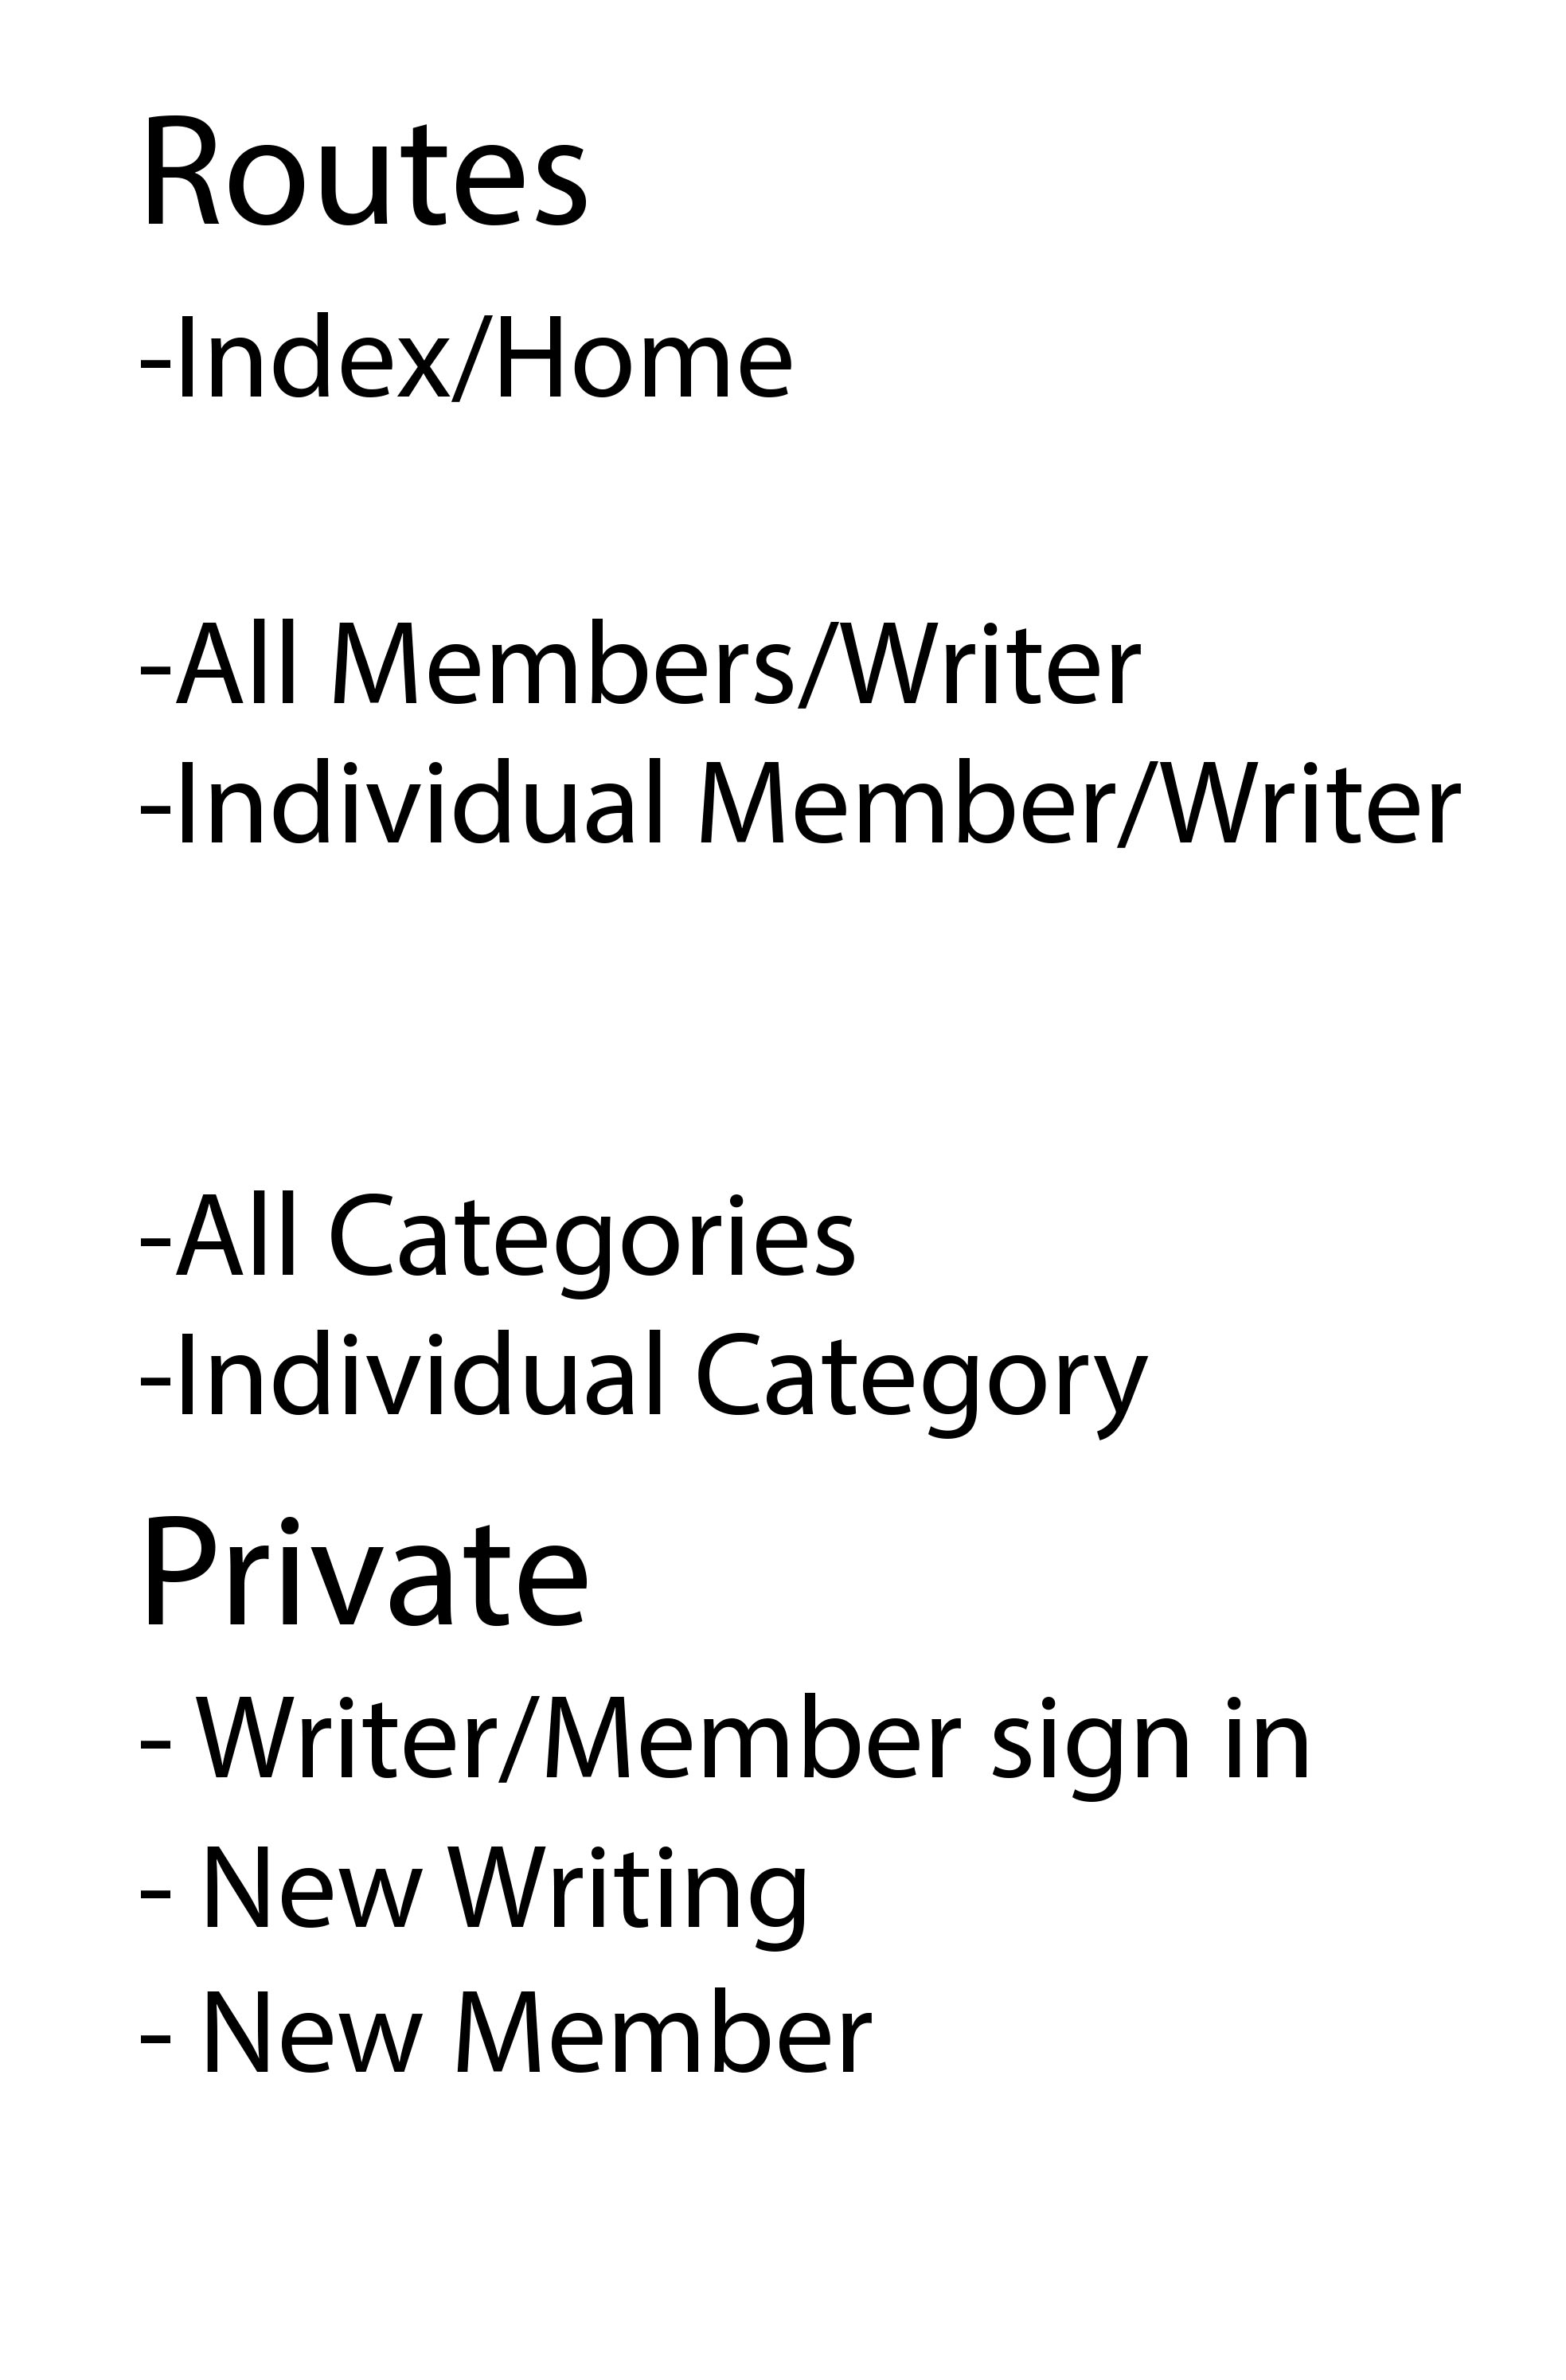 Routes
-Index/Home
-All Members/Writer
-Individual Member/Writer
-All Categories
-Individual Category
Private
- Writer/Member sign in
- New Writing
- New Member